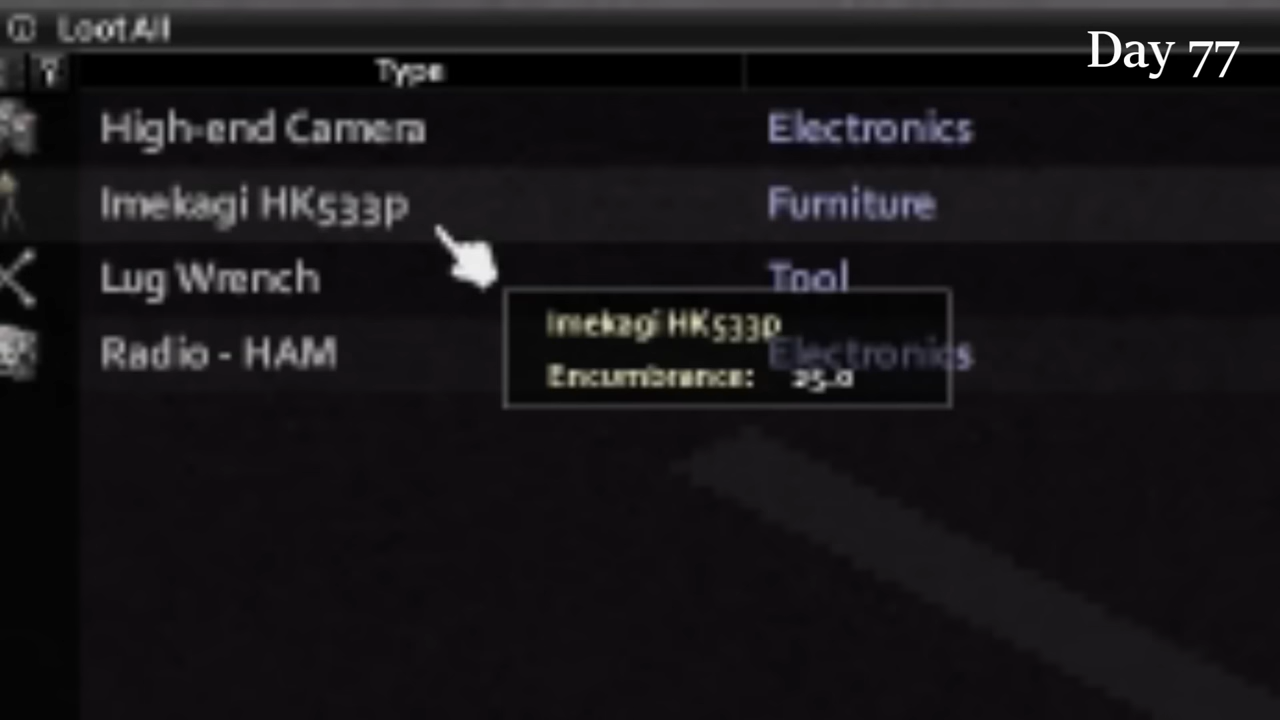 Loot All
Day 77
Type
High-end Camera Electronics
Imekagi HK533p Furniture
Lug Wrench Tool
Imekagi HK533p
Radio - HAM Electronics
Encumbrance: 25.0